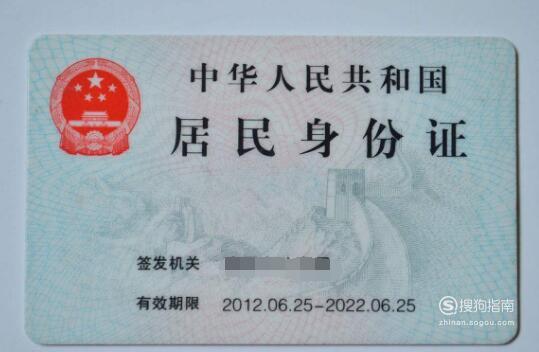 中华人民共和国
居民身份证
签发机关
有效期限 2012.06.25-2022.06.25
搜狗指南
zhinan.sogou.com